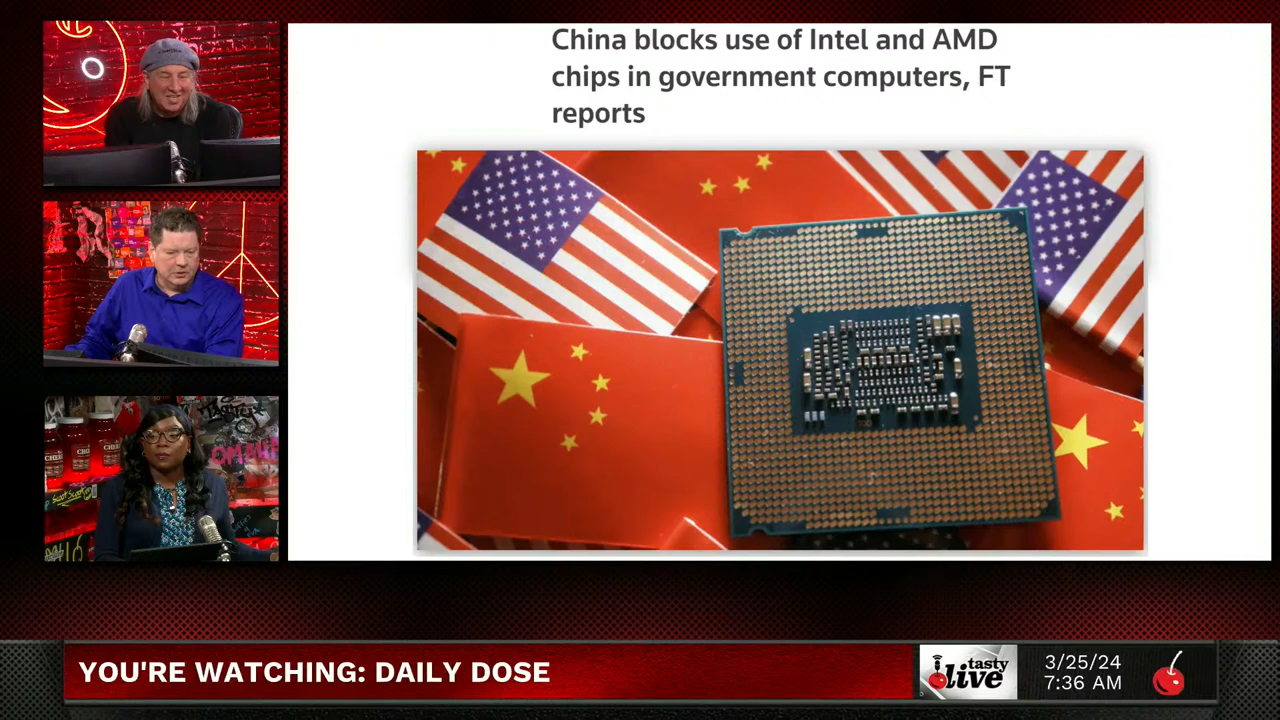 China blocks use of Intel and AMD
chips in government computers, FT
reports
YOU'RE WATCHING: DAILY DOSE
tasty
live
3/25/24
7:36 AM